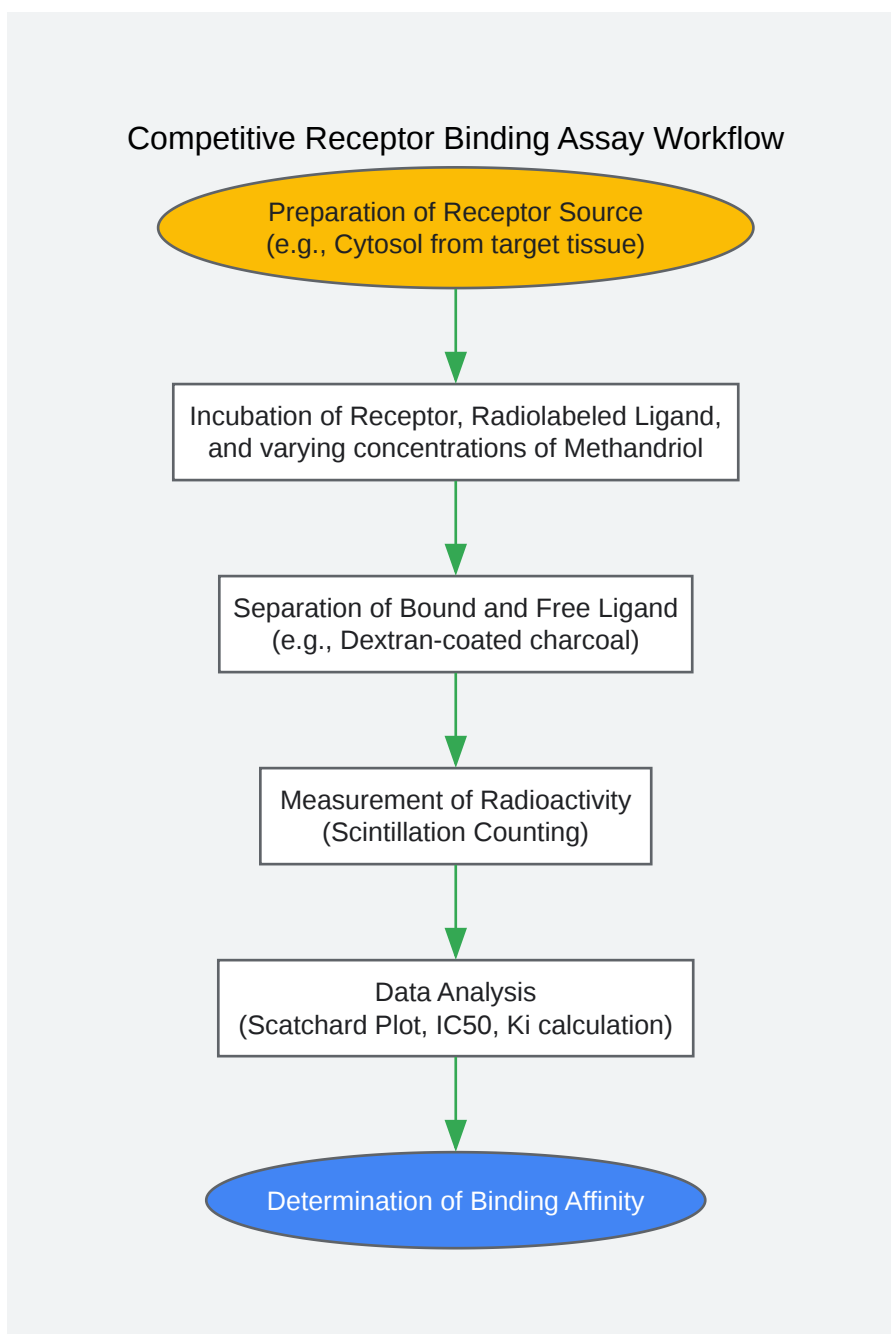 Competitive Receptor Binding Assay Workflow
Preparation of Receptor Source
(e.g., Cytosol from target tissue)
Incubation of Receptor, Radiolabeled Ligand,
and varying concentrations of Methandriol
Separation of Bound and Free Ligand
(e.g., Dextran-coated charcoal)
Measurement of Radioactivity
(Scintillation Counting)
Data Analysis
(Scatchard Plot, IC50, Ki calculation)
Determination of Binding Affinity